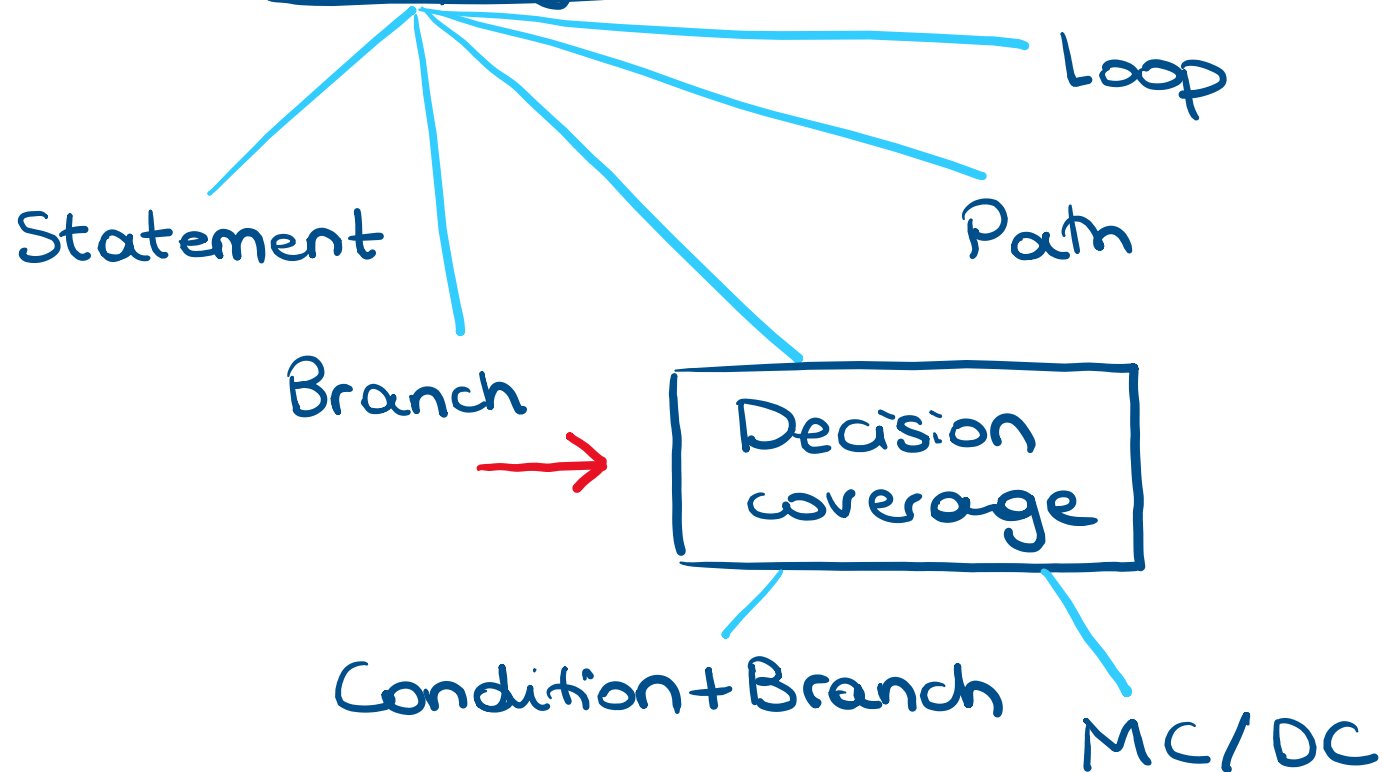 Loop
Statement
Path
Branch
Decision
coverage
Condition+Branch
MC/DC